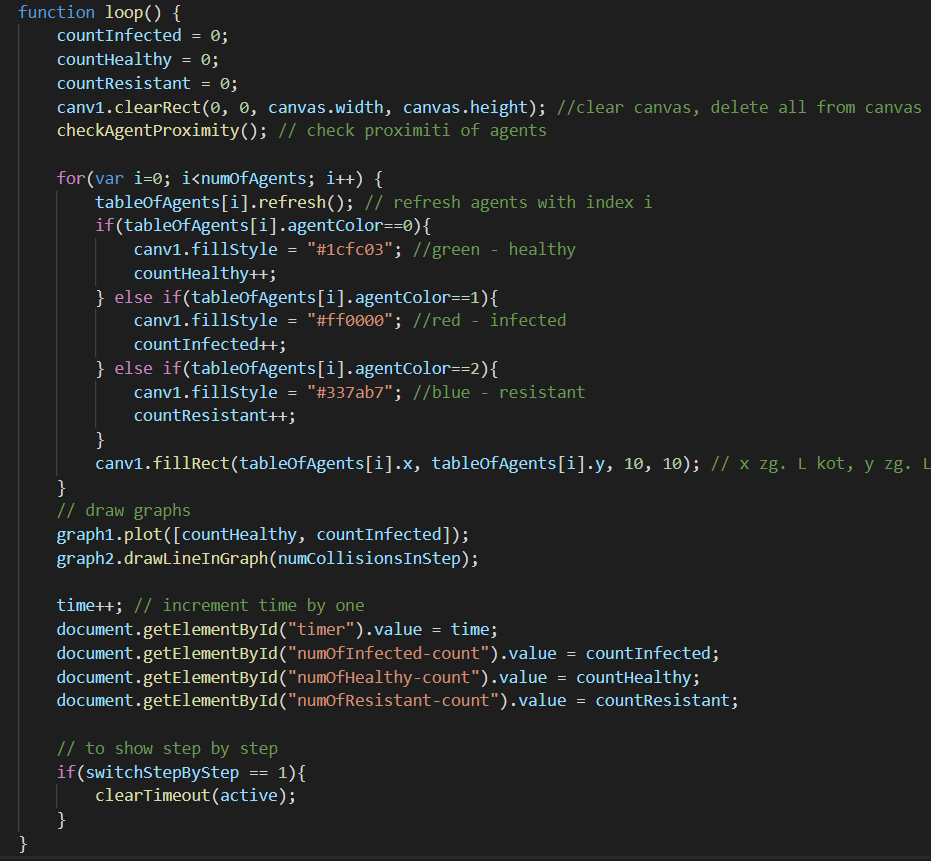 function loop() {
    countInfected = 0;
    countHealthy = 0;
    countResistant = 0;
    canv1.clearRect(0, 0, canvas.width, canvas.height); //clear canvas, delete all from canvas
    checkAgentProximity(); // check proximiti of agents

    for(var i=0; i<numOfAgents; i++) {
        tableOfAgents[i].refresh(); // refresh agents with index i
        if(tableOfAgents[i].agentColor==0){
            canv1.fillStyle = "#1cfc03"; //green - healthy
            countHealthy++;
        } else if(tableOfAgents[i].agentColor==1){
            canv1.fillStyle = "#ff0000"; //red - infected
            countInfected++;
        } else if(tableOfAgents[i].agentColor==2){
            canv1.fillStyle = "#337ab7"; //blue - resistant
            countResistant++;
        }
        canv1.fillRect(tableOfAgents[i].x, tableOfAgents[i].y, 10, 10); // x zg. L kot, y zg. L
    }
    // draw graphs
    graph1.plot([countHealthy, countInfected]);
    graph2.drawLineInGraph(numCollisionsInStep);

    time++; // increment time by one
    document.getElementById("timer").value = time;
    document.getElementById("numOfInfected-count").value = countInfected;
    document.getElementById("numOfHealthy-count").value = countHealthy;
    document.getElementById("numOfResistant-count").value = countResistant;

    // to show step by step
    if(switchStepByStep == 1){
        clearTimeout(active);
    }
}